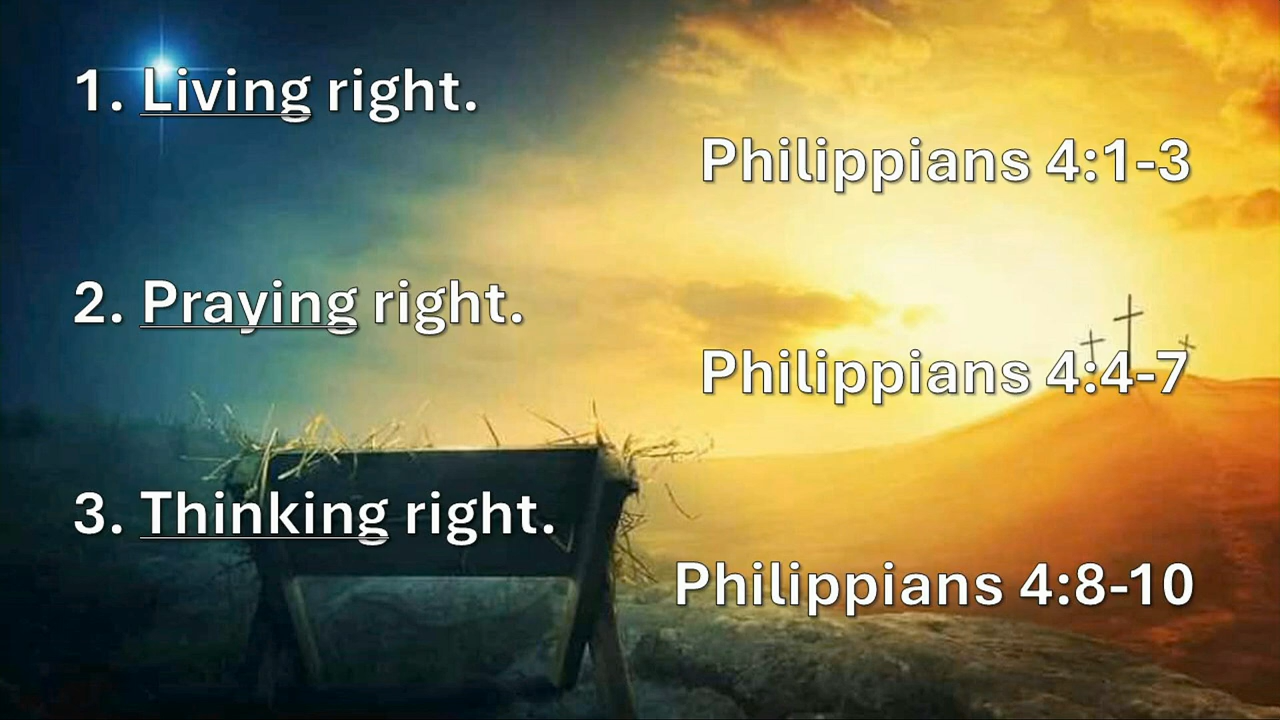 1. Living right.
Philippians 4:1-3
2. Praying right.
Philippians 4:4-7
3. Thinking right.
Philippians 4:8-10